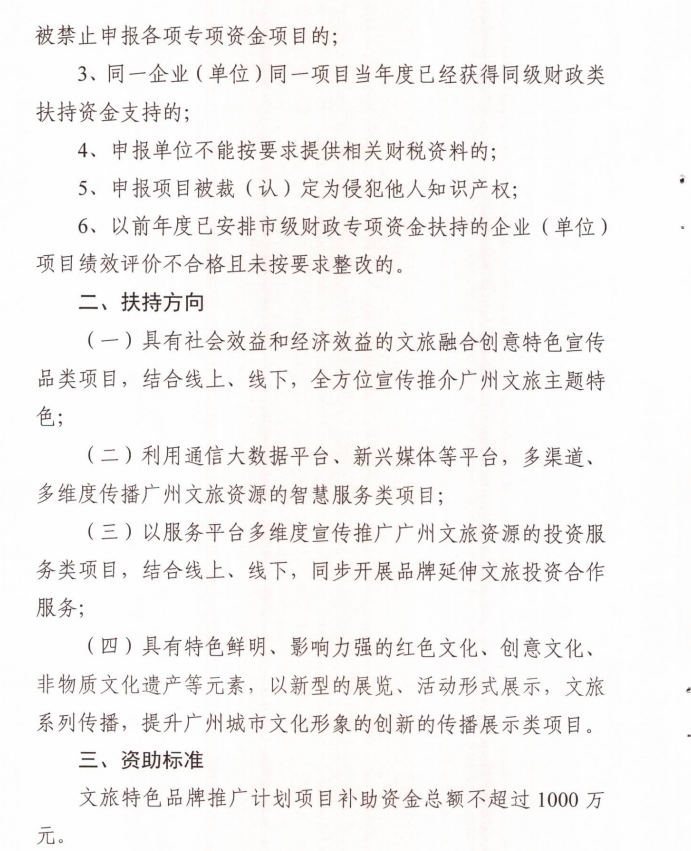 被禁止申报各项专项资金项目的；
3、同一企业（单位）同一项目当年度已经获得同级财政类
扶持资金支持的；
4、申报单位不能按要求提供相关财税资料的；
5、申报项目被裁（认）定为侵犯他人知识产权；
6、以前年度已安排市级财政专项资金扶持的企业（单位）
项目绩效评价不合格且未按要求整改的。
二、扶持方向
（一）具有社会效益和经济效益的文旅融合创意特色宣传
品类项目，结合线上、线下，全方位宣传推介广州文旅主题特
色；
（二）利用通信大数据平台、新兴媒体等平台，多渠道、
多维度传播广州文旅资源的智慧服务类项目；
（三）以服务平台多维度宣传推广广州文旅资源的投资服
务类项目，结合线上、线下，同步开展品牌延伸文旅投资合作
服务；
（四）具有特色鲜明、影响力强的红色文化、创意文化、
非物质文化遗产等元素，以新型的展览、活动形式展示，文旅
系列传播，提升广州城市文化形象的创新的传播展示类项目。
三、资助标准
文旅特色品牌推广计划项目补助资金总额不超过 1000 万
元。